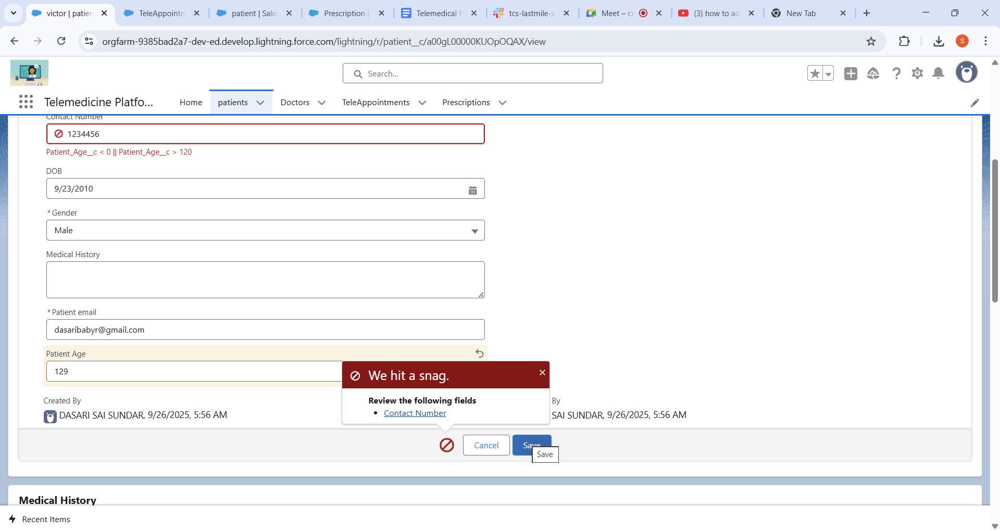 victor | patien
TeleAppointm
patient | Sales
Prescription |
Telemedical P
tcs-lastmile-s
Meet – cx
(3) how to ad
New Tab
orgfarm-9385bad2a7-dev-ed.develop.lightning.force.com/lightning/r/patient__c/a00gL00000KUOpOQAX/view
S
Search...
Telemedicine Platfo...
Home
patients
Doctors
TeleAppointments
Prescriptions
Contact Number
1234456
Patient_Age__c < 0 || Patient_Age__c > 120
DOB
9/23/2010
*Gender
Male
Medical History
*Patient email
dasaribabyr@gmail.com
Patient Age
129
We hit a snag.
Review the following fields
• Contact Number
Created By
DASARI SAI SUNDAR, 9/26/2025, 5:56 AM
By
SAI SUNDAR, 9/26/2025, 5:56 AM
Cancel
Save
Save
Medical History
Recent Items